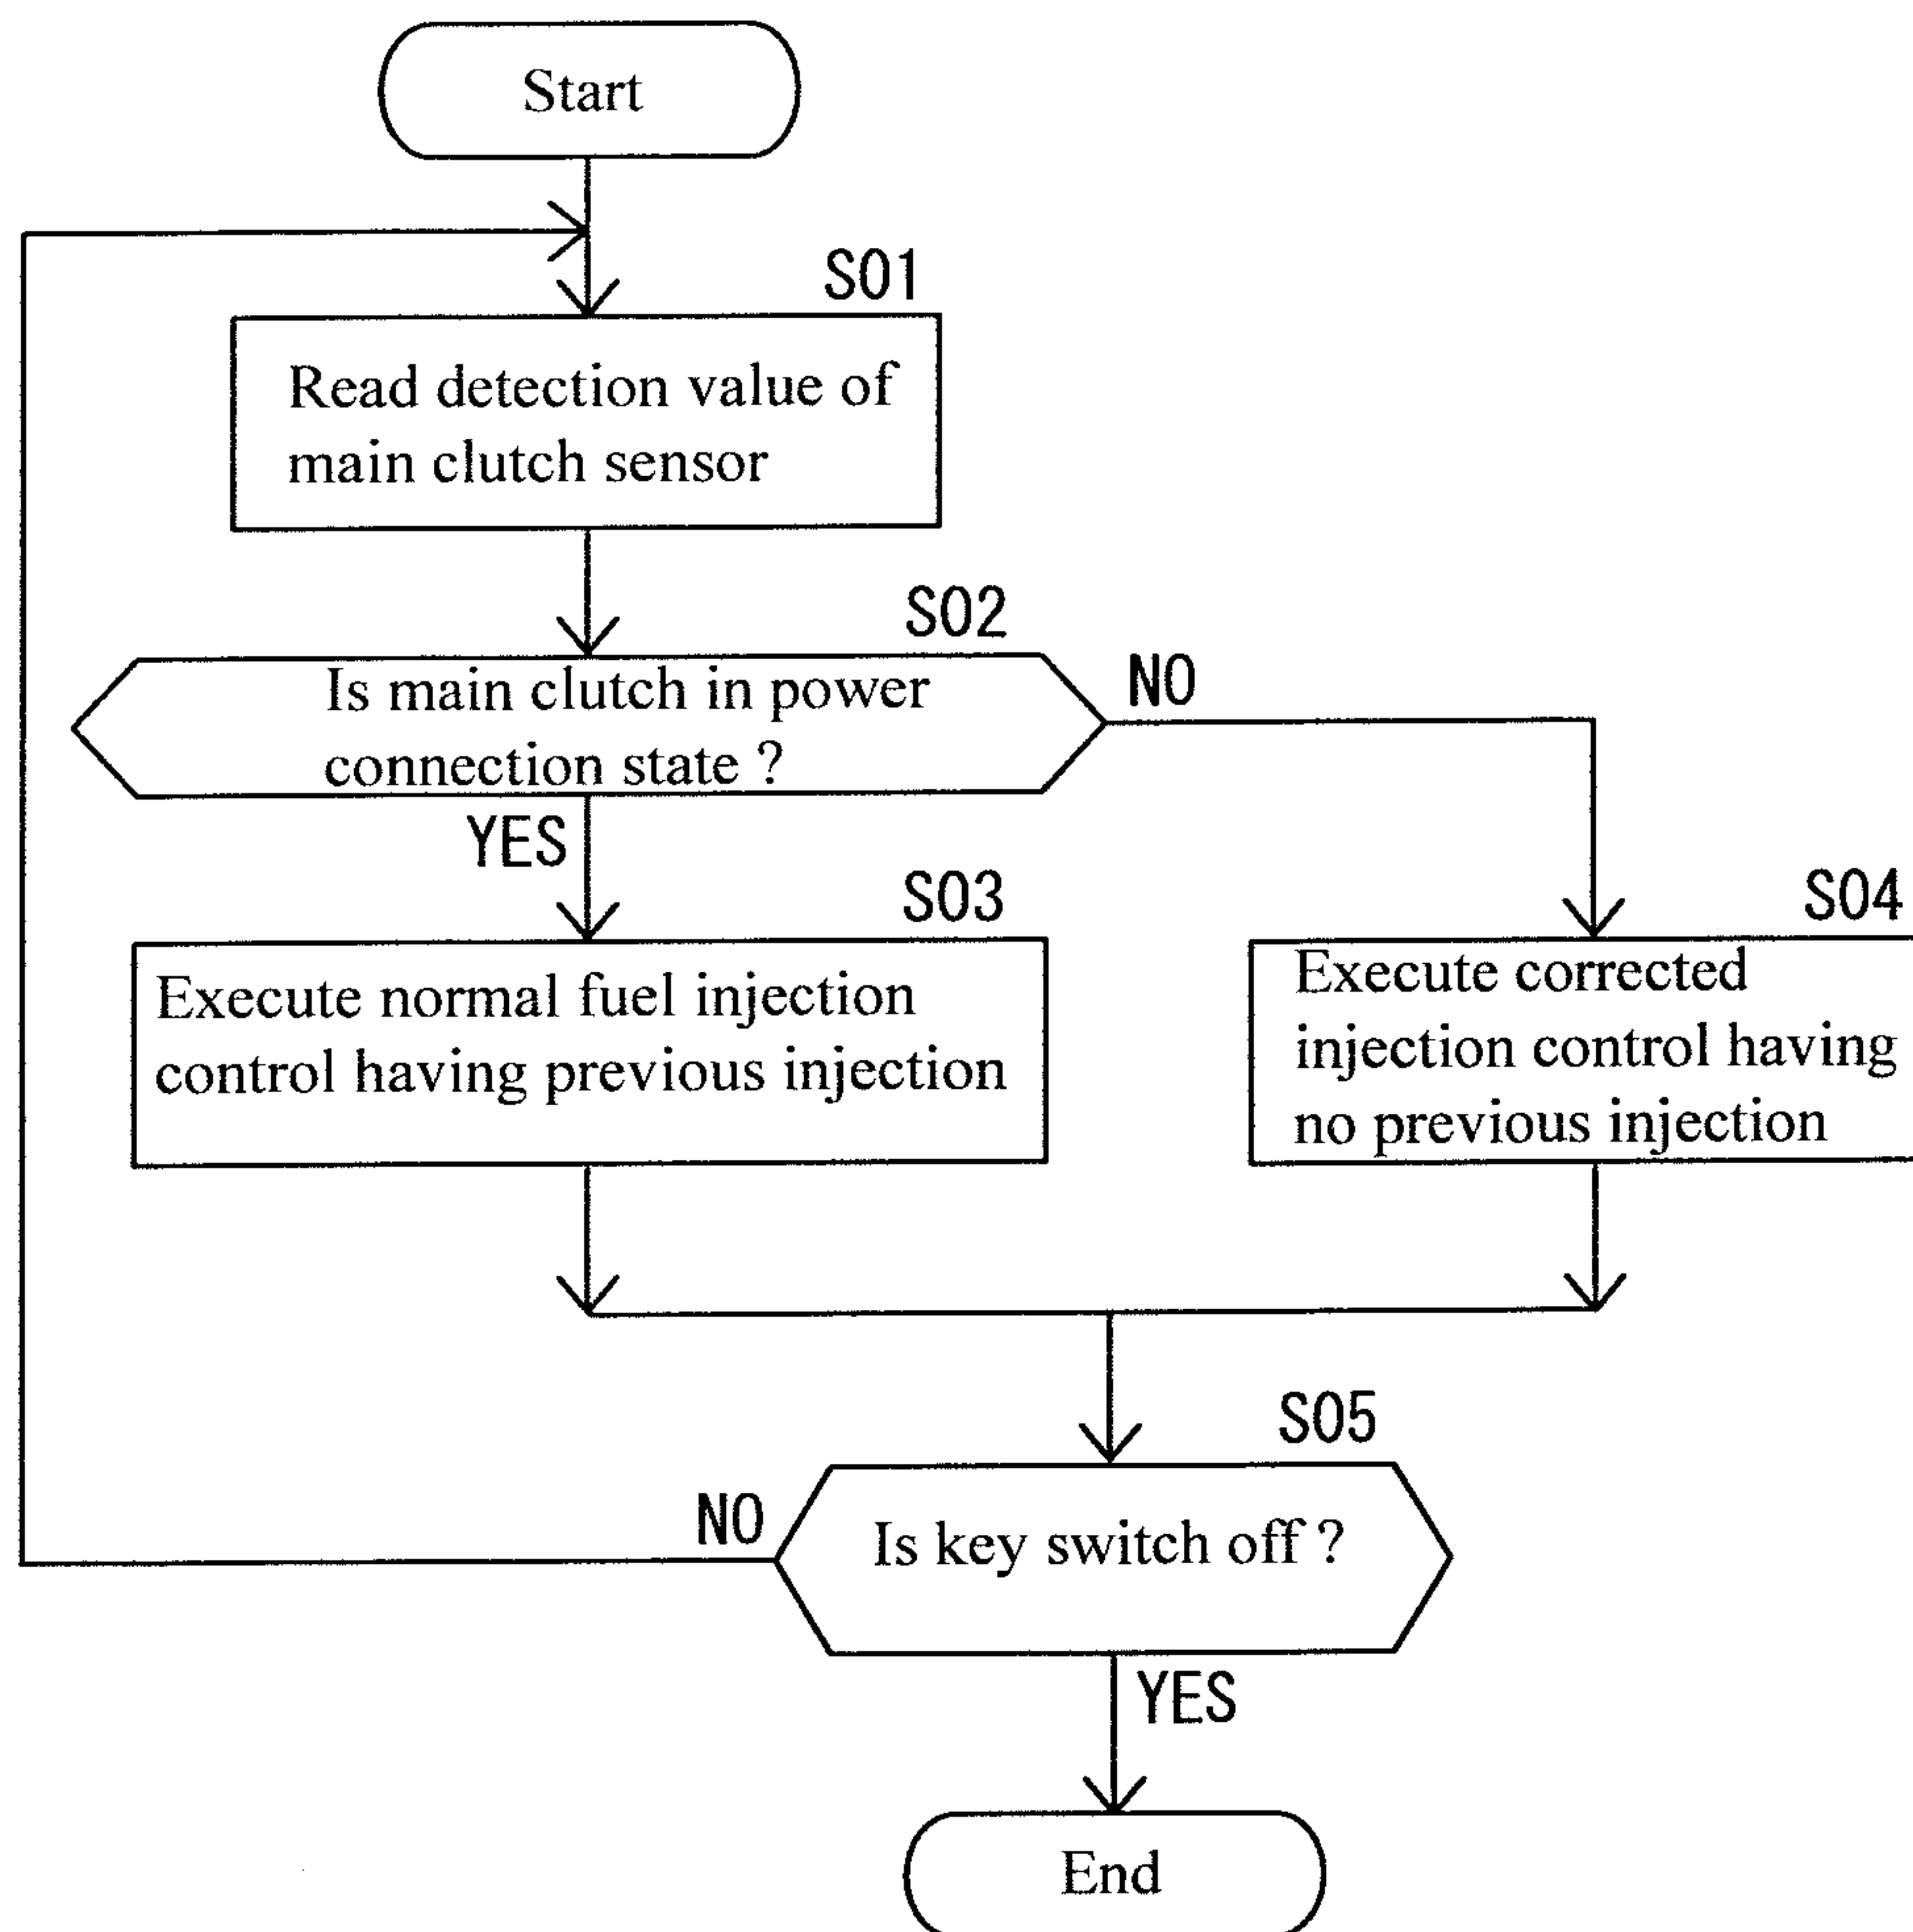 Start
S01
Read detection value of
main clutch sensor
S02
Is main clutch in power
connection state ?
NO
YES
S03
Execute normal fuel injection
control having previous injection
S04
Execute corrected
injection control having
no previous injection
S05
Is key switch off ?
NO
YES
End